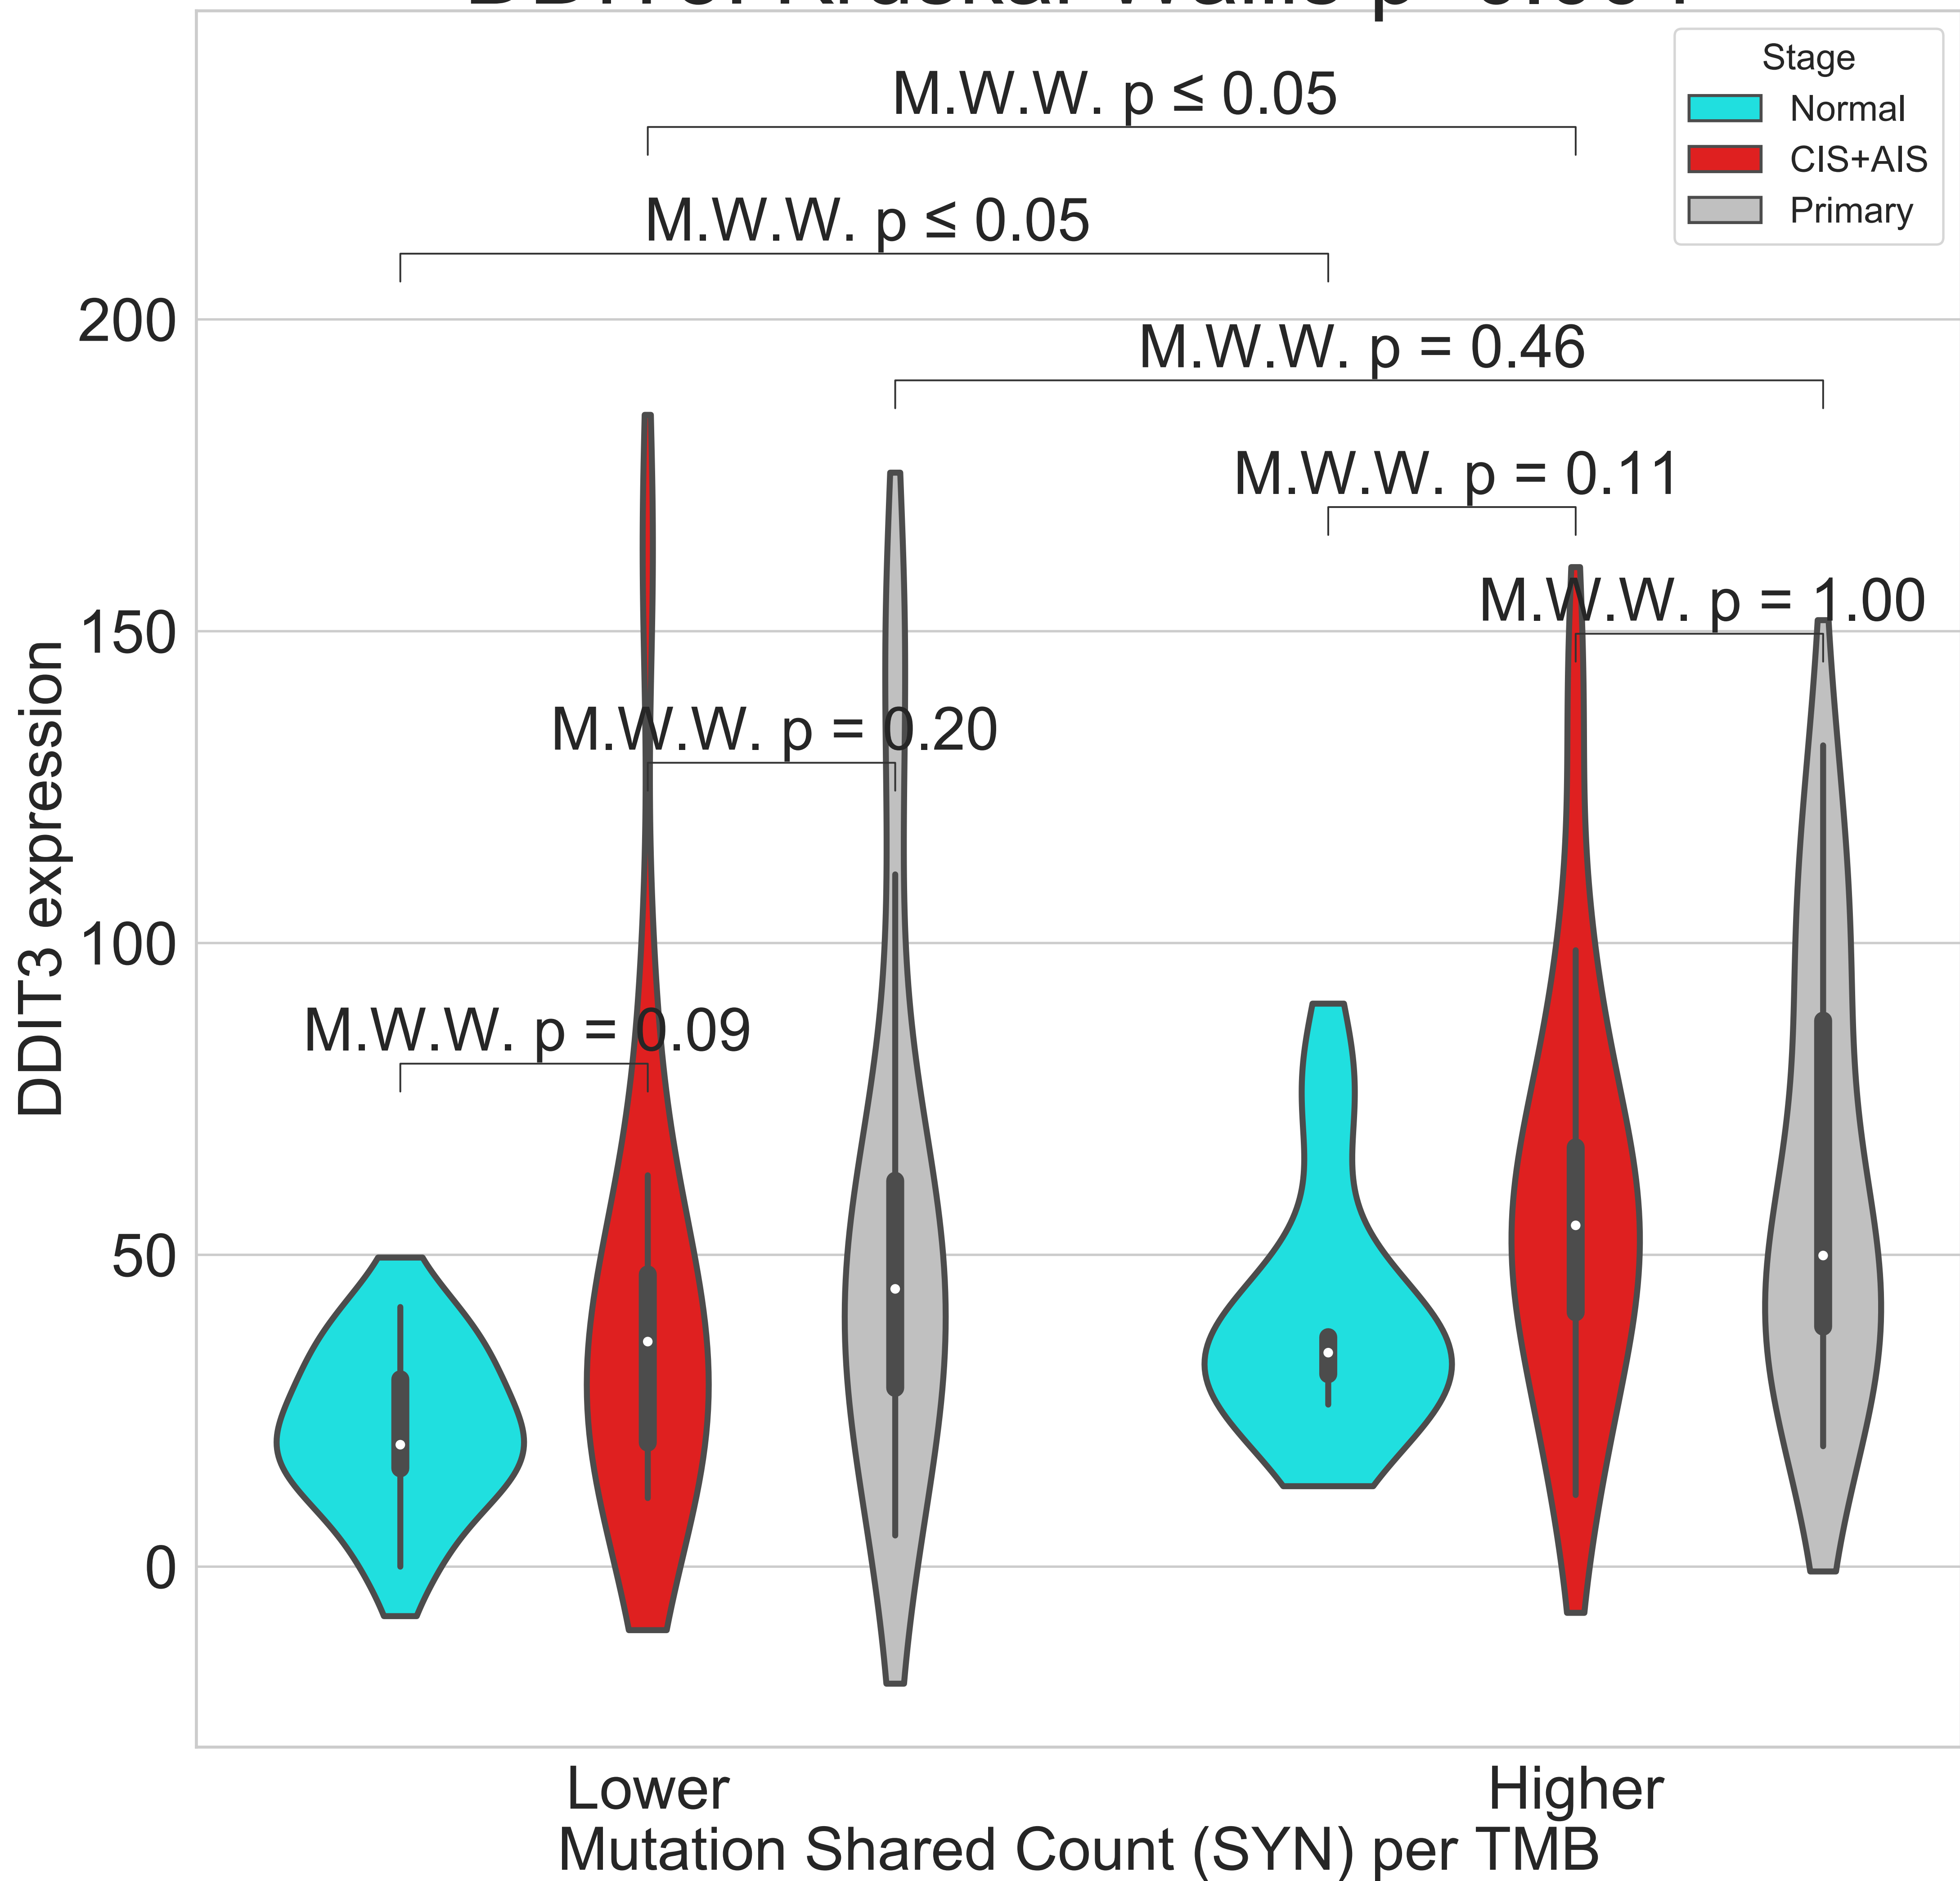 Stage
Normal
CIS+AIS
Primary
M.W.W. p ≤ 0.05
M.W.W. p ≤ 0.05
M.W.W. p = 0.46
M.W.W. p = 0.11
M.W.W. p = 1.00
M.W.W. p = 0.20
M.W.W. p = 0.09
DDIT3 expression
200
150
100
50
0
Lower
Higher
Mutation Shared Count (SYN) per TMB